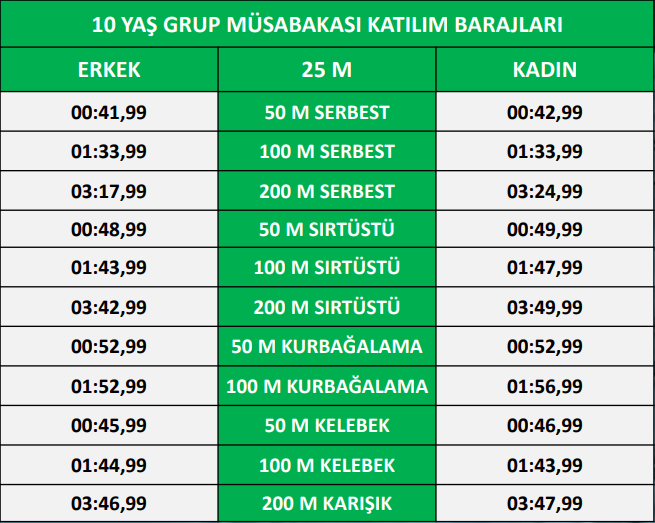 10 YAŞ GRUP MÜSABAKASI KATILIM BARAJLARI
ERKEK 25 M KADIN
00:41,99 50 M SERBEST 00:42,99
01:33,99 100 M SERBEST 01:33,99
03:17,99 200 M SERBEST 03:24,99
00:48,99 50 M SIRTÜSTÜ 00:49,99
01:43,99 100 M SIRTÜSTÜ 01:47,99
03:42,99 200 M SIRTÜSTÜ 03:49,99
00:52,99 50 M KURBAĞALAMA 00:52,99
01:52,99 100 M KURBAĞALAMA 01:56,99
00:45,99 50 M KELEBEK 00:46,99
01:44,99 100 M KELEBEK 01:43,99
03:46,99 200 M KARIŞIK 03:47,99